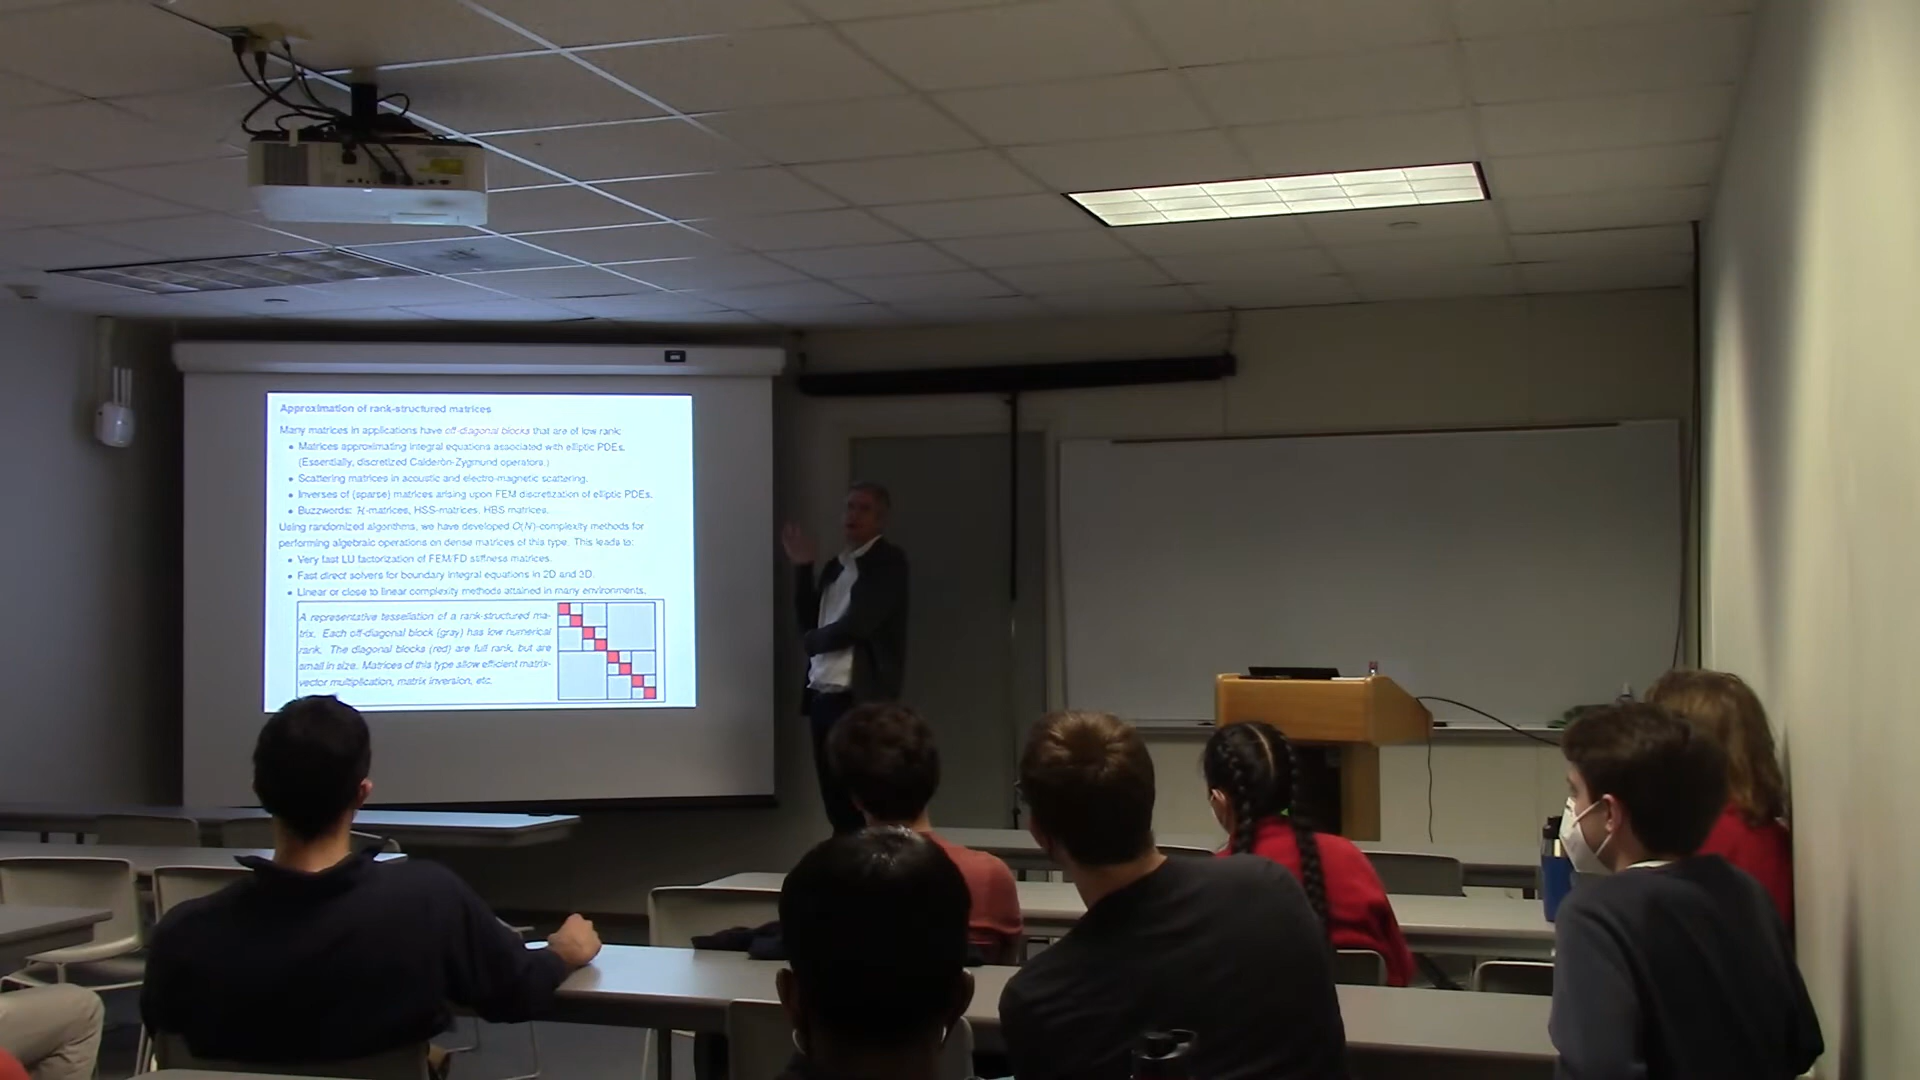 Approximation of rank-structured matrices
Many matrices in applications have off-diagonal blocks that are of low rank:
• Matrices approximating integral equations associated with elliptic PDEs.
(Essentially, discretized Calderón-Zygmund operators.)
• Scattering matrices in acoustic and electro-magnetic scattering.
• Inverses of (sparse) matrices arising upon FEM discretization of elliptic PDEs.
• Buzzwords: ℋ-matrices, HSS-matrices, HBS matrices.
Using randomized algorithms, we have developed O(N)-complexity methods for
performing algebraic operations on dense matrices of this type. This leads to:
• Very fast LU factorization of FEM/FD stiffness matrices.
• Fast direct solvers for boundary integral equations in 2D and 3D.
• Linear or close to linear complexity methods attained in many environments.
A representative tessellation of a rank-structured ma-
trix. Each off-diagonal block (gray) has low numerical
rank. The diagonal blocks (red) are full rank, but are
small in size. Matrices of this type allow efficient matrix-
vector multiplication, matrix inversion, etc.